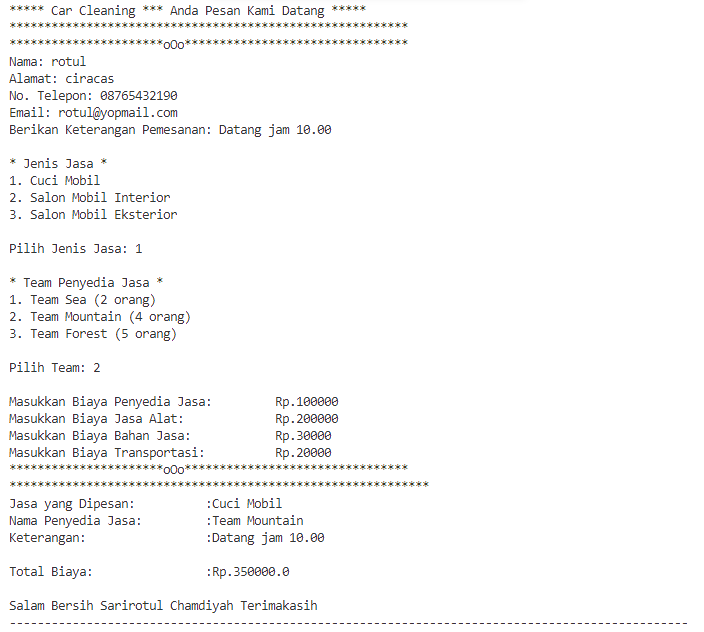 ***** Car Cleaning *** Anda Pesan Kami Datang *****
*********************************************************
**********************oOo********************************
Nama: rotul
Alamat: ciracas
No. Telepon: 08765432190
Email: rotul@yopmail.com
Berikan Keterangan Pemesanan: Datang jam 10.00
* Jenis Jasa *
1. Cuci Mobil
2. Salon Mobil Interior
3. Salon Mobil Eksterior
Pilih Jenis Jasa: 1
* Team Penyedia Jasa *
1. Team Sea (2 orang)
2. Team Mountain (4 orang)
3. Team Forest (5 orang)
Pilih Team: 2
Masukkan Biaya Penyedia Jasa: Rp.100000
Masukkan Biaya Jasa Alat: Rp.200000
Masukkan Biaya Bahan Jasa: Rp.30000
Masukkan Biaya Transportasi: Rp.20000
**********************oOo********************************
************************************************************
Jasa yang Dipesan: :Cuci Mobil
Nama Penyedia Jasa: :Team Mountain
Keterangan: :Datang jam 10.00
Total Biaya: :Rp.350000.0
Salam Bersih Sarirotul Chamdiyah Terimakasih
-------------------------------------------------------------------------------------------------